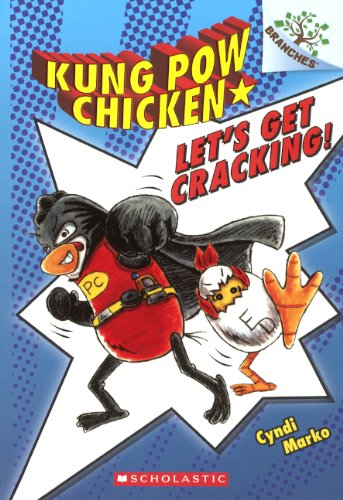 BRANCHES
KUNG POW
CHICKEN
LET'S GET
CRACKING!
PC
E
Cyndi
Marko
SCHOLASTIC